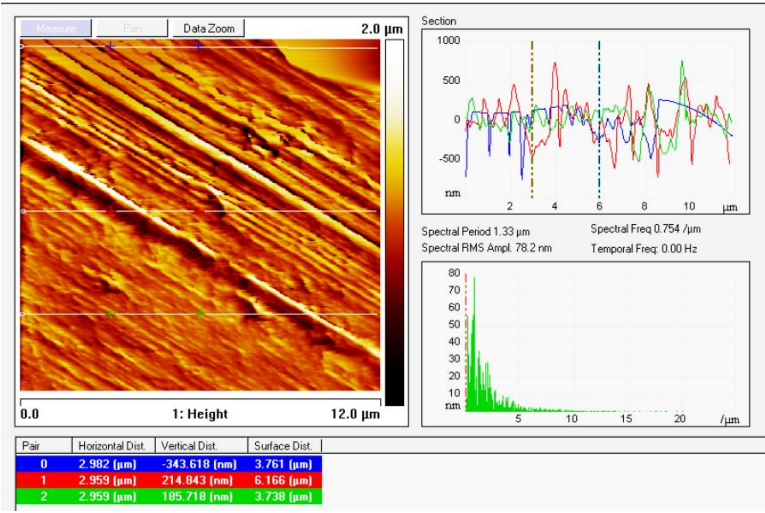 Measure Pan Data Zoom 2.0 µm
0.0 1: Height 12.0 µm
Section
1000
500
0
-500
nm
2 4 6 8 10 µm
Spectral Period 1.33 µm Spectral Freq 0.754 /µm
Spectral RMS Ampl. 78.2 nm Temporal Freq: 0.00 Hz
80
70
60
50
40
30
20
10
nm
5 10 15 20 /µm
Pair Horizontal Dist. Vertical Dist. Surface Dist.
0 2.982 (µm) -343.618 (nm) 3.761 (µm)
1 2.959 (µm) 214.843 (nm) 6.166 (µm)
2 2.959 (µm) 185.718 (nm) 3.738 (µm)